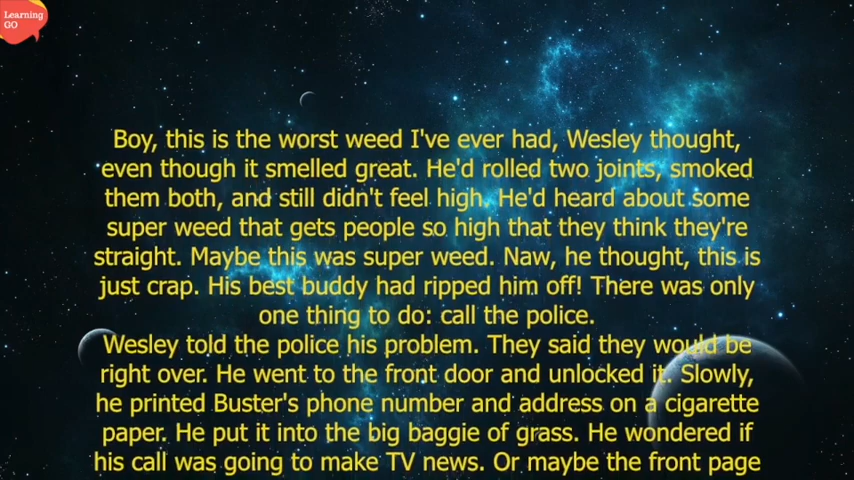 Learning
GO
Boy, this is the worst weed I've ever had, Wesley thought,
even though it smelled great. He'd rolled two joints, smoked
them both, and still didn't feel high. He'd heard about some
super weed that gets people so high that they think they're
straight. Maybe this was super weed. Naw, he thought, this is
just crap. His best buddy had ripped him off! There was only
one thing to do: call the police.
Wesley told the police his problem. They said they would be
right over. He went to the front door and unlocked it. Slowly,
he printed Buster's phone number and address on a cigarette
paper. He put it into the big baggie of grass. He wondered if
his call was going to make TV news. Or maybe the front page